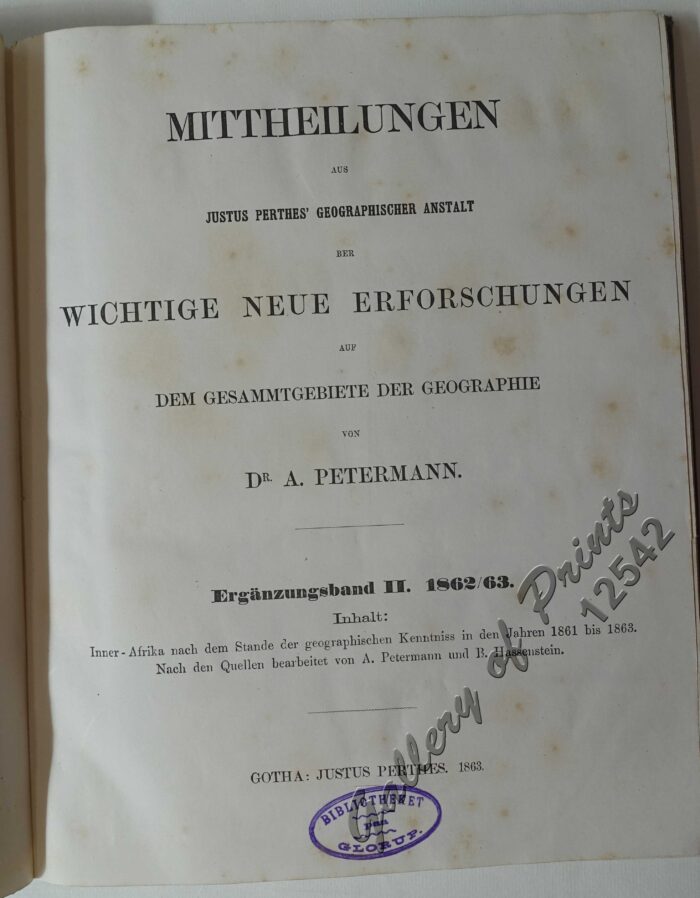 MITTHEILUNGEN
AUS
JUSTUS PERTHES' GEOGRAPHISCHER ANSTALT
BER
WICHTIGE NEUE ERFORSCHUNGEN
AUF
DEM GESAMMTGEBIETE DER GEOGRAPHIE
VON
DR. A. PETERMANN.
Ergänzungsband II. 1862/63.
Inhalt:
Inner-Afrika nach dem Stande der geographischen Kenntniss in den Jahren 1861 bis 1863.
Nach den Quellen bearbeitet von A. Petermann und B. Hassenstein.
GOTHA: JUSTUS PERTHES. 1863.
BIBLIOTHEKET
PAA
GLORUP.
Gallery of Prints
12542